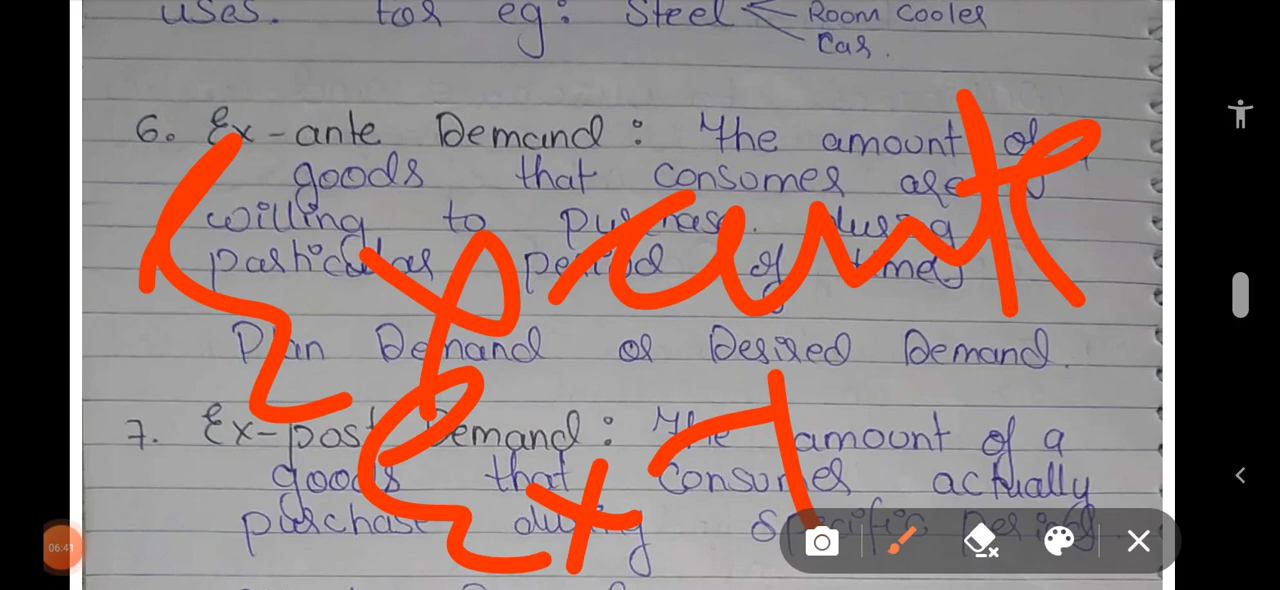 uses. for eg: Steel Room Cooler
Car.
6. Ex-ante Demand: The amount of
goods that consumer are
willing to purchase. during
particular period of time
Plan Demand or Desired Demand.
7. Ex-post Demand: The amount of a
goods that consumer actually
purchase during specific period.
Ex-ante
Ex-
06:41